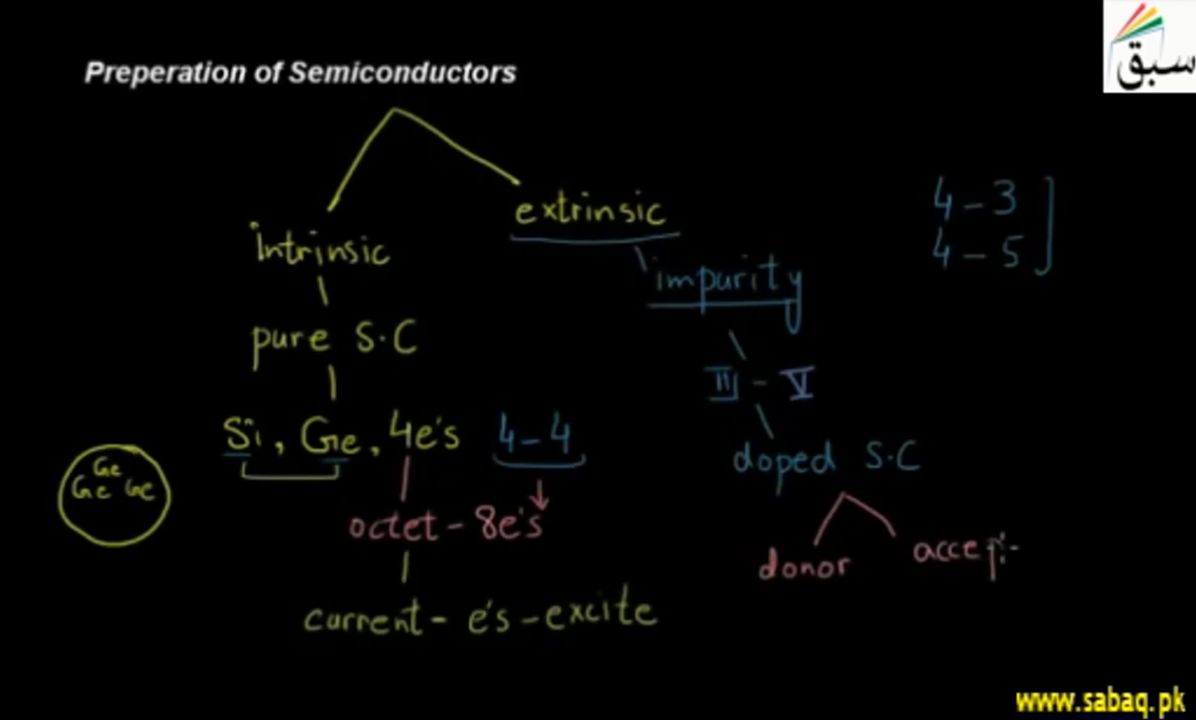 Preperation of Semiconductors
سبق
extrinsic
4-3
4-5
intrinsic
impurity
pure S.C
III - V
Si, Ge, 4e's 4-4
doped S.C
Ge
Ge Ge
octet - 8e's
donor
accept
current - e's - excite
www.sabaq.pk